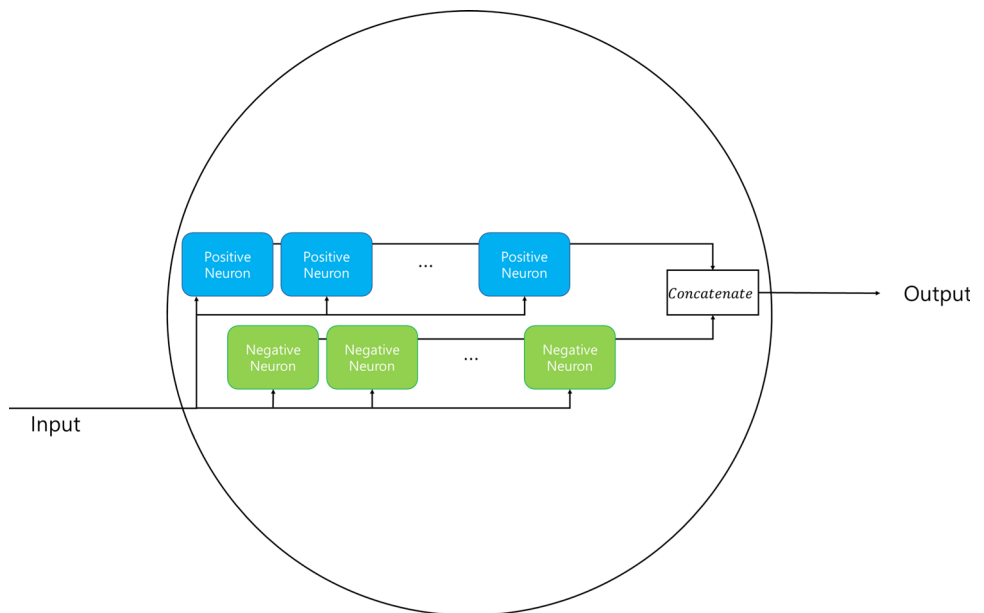 Positive
Neuron
Positive
Neuron
...
Positive
Neuron
Concatenate
Output
Negative
Neuron
Negative
Neuron
...
Negative
Neuron
Input